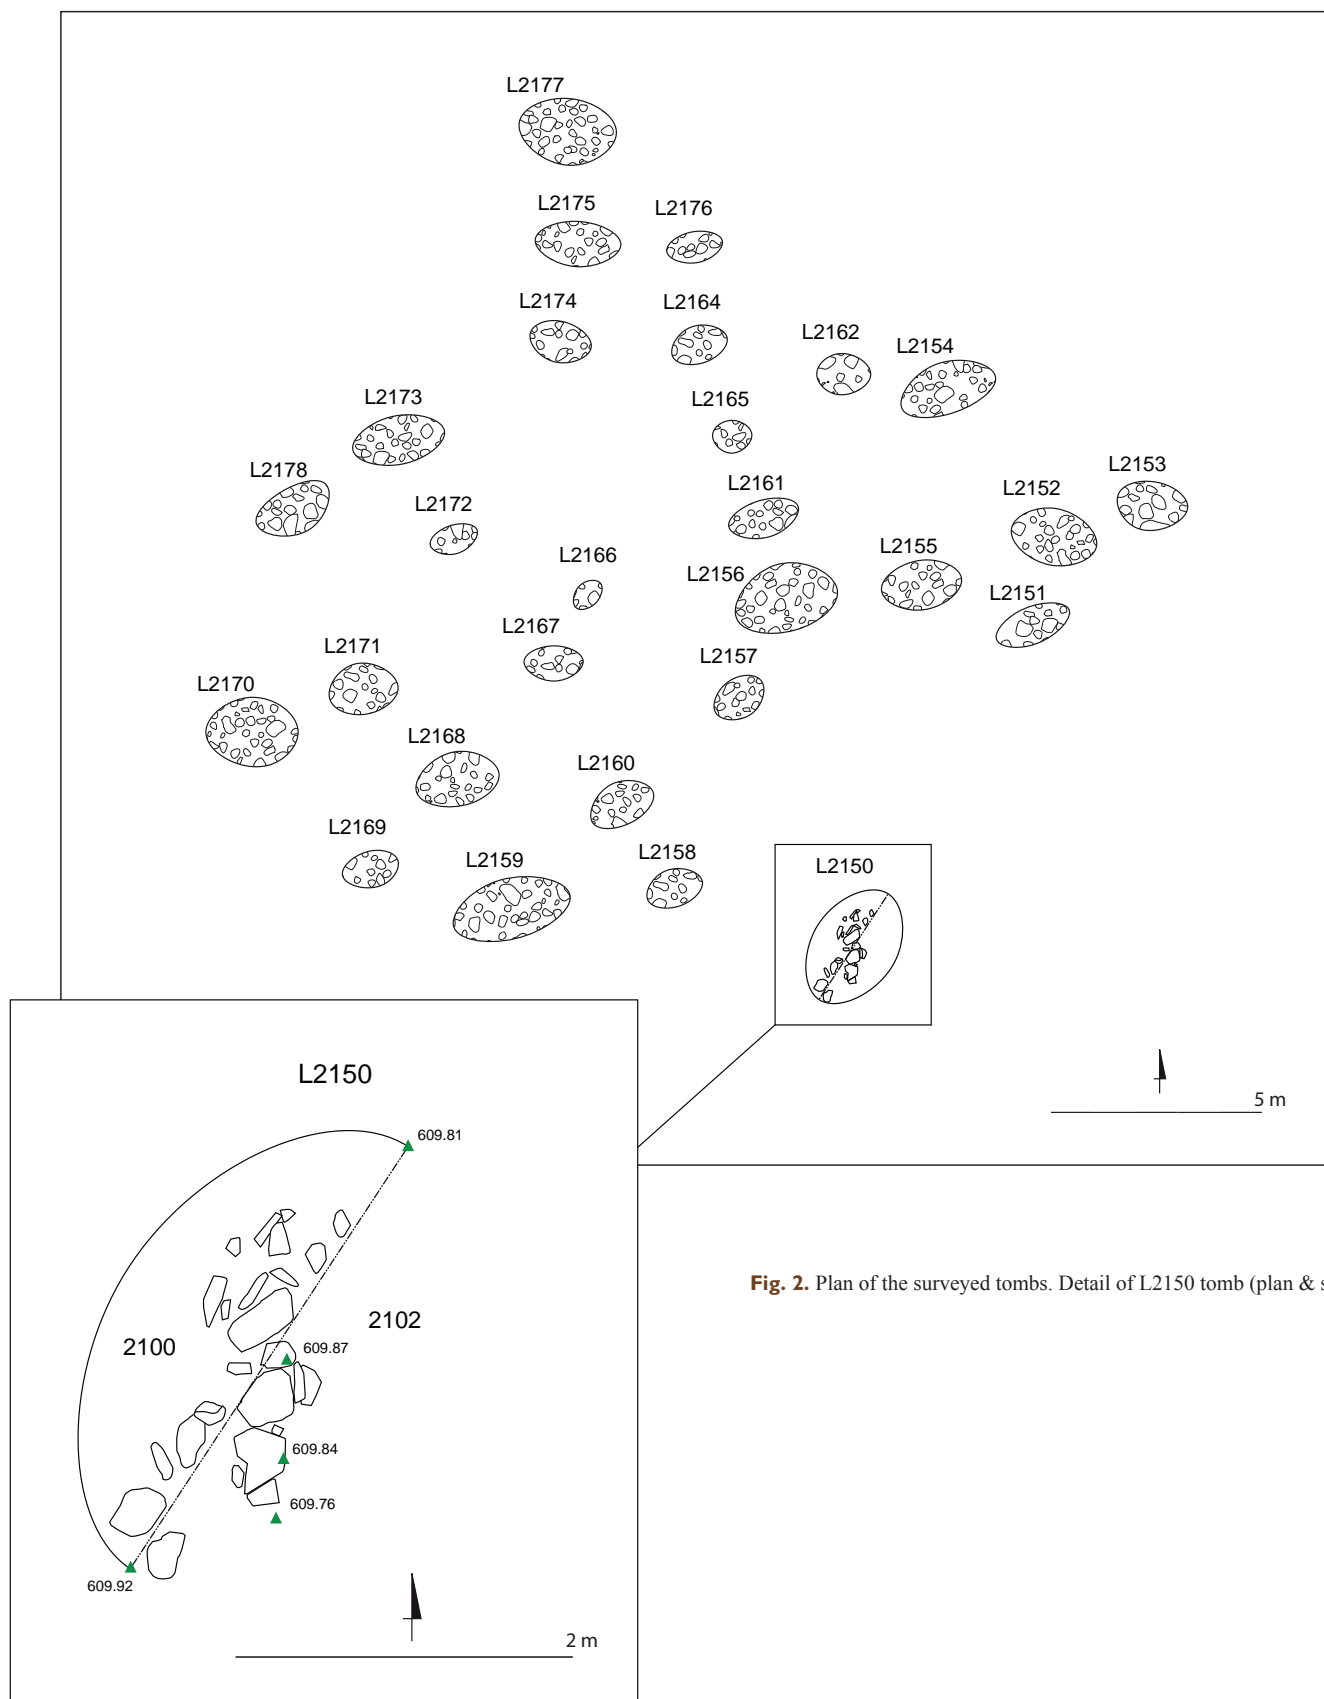 L2177
L2175
L2176
L2174
L2164
L2162
L2154
L2173
L2165
L2178
L2172
L2161
L2153
L2152
L2166
L2156
L2155
L2151
L2167
L2171
L2157
L2170
L2168
L2160
L2169
L2159
L2158
L2150
5 m
L2150
609.81
2102
2100
609.87
609.84
609.76
609.92
2 m
Fig. 2. Plan of the surveyed tombs. Detail of L2150 tomb (plan & s